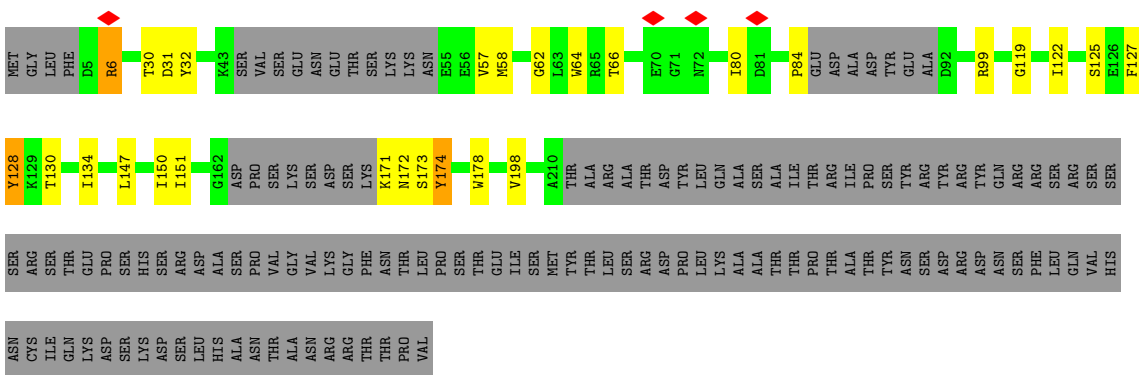 MET GLY LEU PHE D5 R6 T30 D31 Y32 K43 SER VAL SER GLU ASN GLU THR SER LYS LYS ASN E55 E56 V57 M58 G62 L63 W64 R65 T66 E70 G71 N72 I80 D81 P84 GLU ASP ALA ASP TYR GLU ALA D92 R99 G119 I122 S125 E126 F127
Y128 K129 T130 I134 L147 I150 I151 G162 ASP PRO SER LYS SER ASP SER LYS K171 N172 S173 Y174 W178 V198 A210 THR ALA ARG ALA THR ASP TYR LEU GLN ALA SER ALA ILE THR ARG ILE PRO SER TYR ARG TYR ARG TYR GLN ARG ARG SER ARG SER SER
SER ARG SER THR GLU PRO SER HIS SER ARG ASP ALA SER PRO VAL GLY VAL LYS GLY PHE ASN THR LEU PRO SER THR GLU ILE SER MET TYR THR LEU SER ARG ASP PRO LEU LYS ALA ALA THR THR PRO THR ALA THR TYR ASN SER ASP ARG ASP ASN SER PHE LEU GLN VAL HIS
ASN CYS ILE GLN LYS ASP SER LYS ASP SER LEU HIS ALA ASN THR ALA ASN ARG ARG THR THR PRO VAL